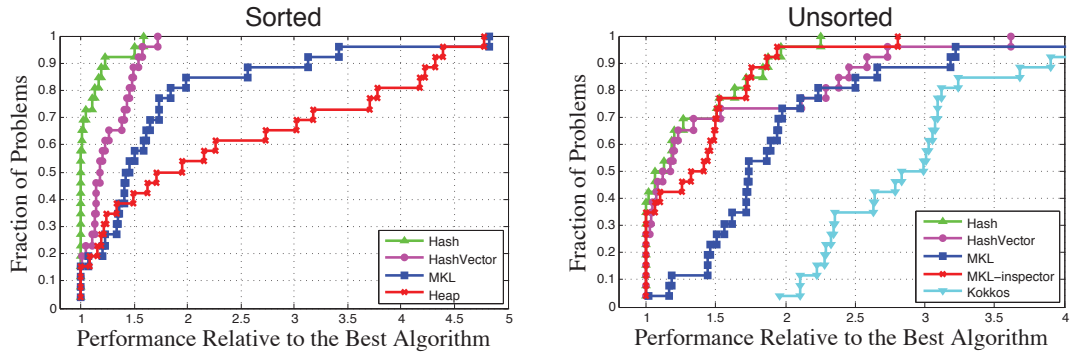 Sorted
Fraction of Problems
1
0.9
0.8
0.7
0.6
0.5
0.4
0.3
0.2
0.1
0
1 1.5 2 2.5 3 3.5 4 4.5 5
Performance Relative to the Best Algorithm
Hash
HashVector
MKL
Heap
Unsorted
Fraction of Problems
1
0.9
0.8
0.7
0.6
0.5
0.4
0.3
0.2
0.1
0
1 1.5 2 2.5 3 3.5 4
Performance Relative to the Best Algorithm
Hash
HashVector
MKL
MKL-inspector
Kokkos